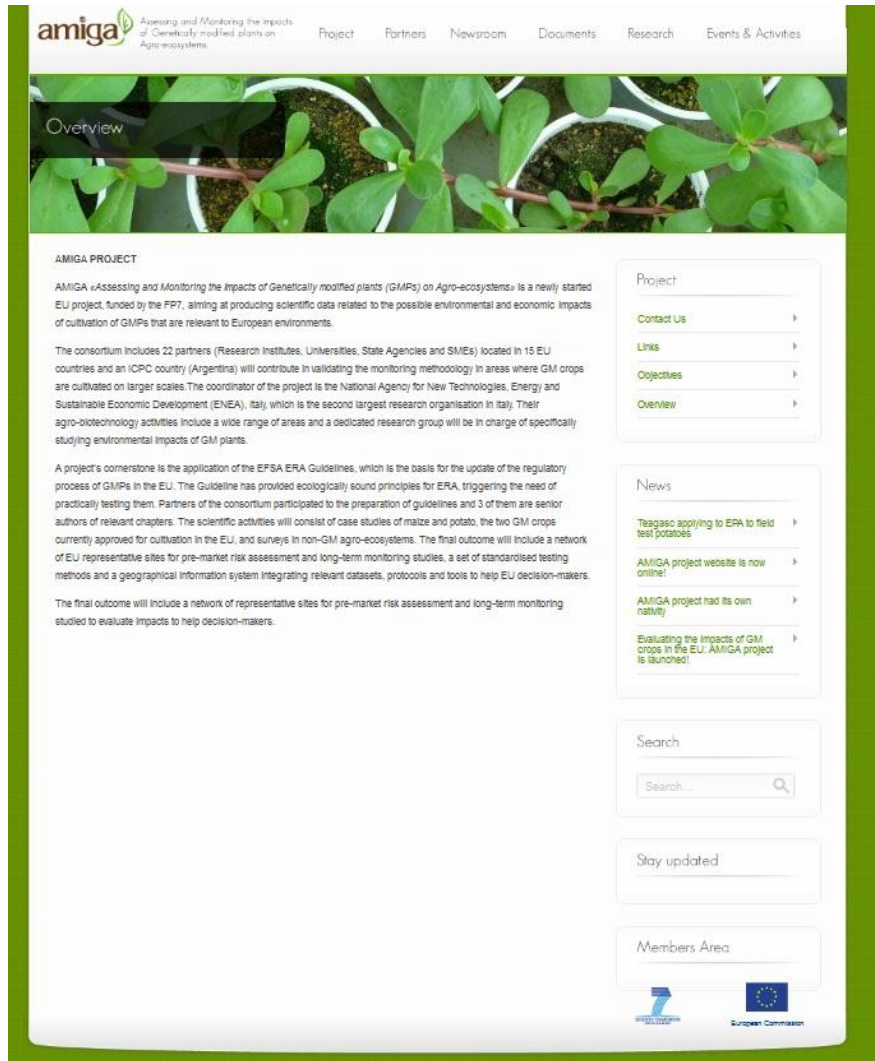 amiga
Assessing and Monitoring the impacts
of Genetically modified plants on
Agro-ecosystems
Project Partners Newsroom Documents Research Events & Activities
Overview
AMIGA PROJECT
AMIGA «Assessing and Monitoring the Impacts of Genetically modified plants (GMPs) on Agro-ecosystems» is a newly started
EU project, funded by the FP7, aiming at producing scientific data related to the possible environmental and economic impacts
of cultivation of GMPs that are relevant to European environments.
The consortium includes 22 partners (Research Institutes, Universities, State Agencies and SMEs) located in 15 EU
countries and an ICPC country (Argentina) will contribute in validating the monitoring methodology in areas where GM crops
are cultivated on larger scales.The coordinator of the project is the National Agency for New Technologies, Energy and
Sustainable Economic Development (ENEA), Italy, which is the second largest research organisation in Italy. Their
agro-biotechnology activities include a wide range of areas and a dedicated research group will be in charge of specifically
studying environmental impacts of GM plants.
A project's cornerstone is the application of the EFSA ERA Guidelines, which is the basis for the update of the regulatory
process of GMPs in the EU. The Guideline has provided ecologically sound principles for ERA, triggering the need of
practically testing them. Partners of the consortium participated to the preparation of guidelines and 3 of them are senior
authors of relevant chapters. The scientific activities will consist of case studies of maize and potato, the two GM crops
currently approved for cultivation in the EU, and surveys in non-GM agro-ecosystems. The final outcome will include a network
of EU representative sites for pre-market risk assessment and long-term monitoring studies, a set of standardised testing
methods and a geographical information system integrating relevant datasets, protocols and tools to help EU decision-makers.
The final outcome will include a network of representative sites for pre-market risk assessment and long-term monitoring
studied to evaluate impacts to help decision-makers.
Project
Contact Us
Links
Objectives
Overview
News
Teagasc applying to EPA to field
test potatoes
AMIGA project website is now
online!
AMIGA project had its own
nativity
Evaluating the impacts of GM
crops in the EU: AMIGA project
is launched!
Search
Search...
Stay updated
Members Area
European Commission